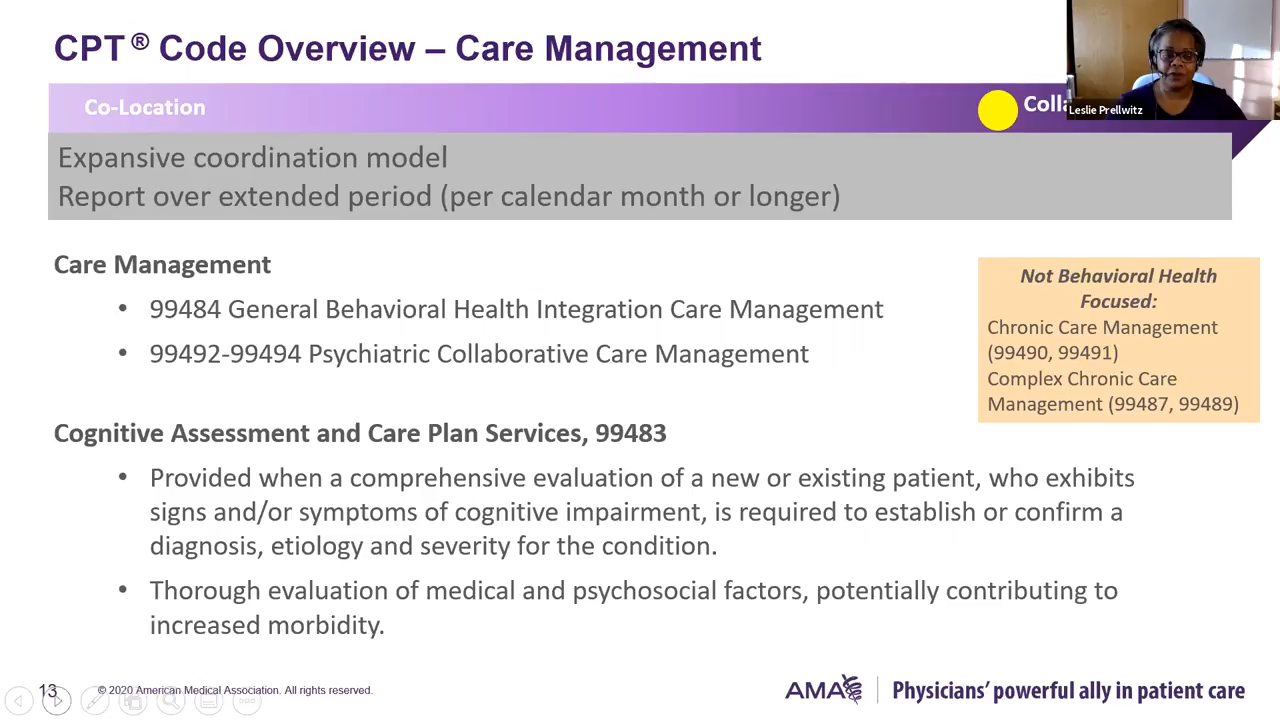 CPT® Code Overview – Care Management
Co-Location
Leslie Prellwitz
Expansive coordination model
Report over extended period (per calendar month or longer)
Care Management
• 99484 General Behavioral Health Integration Care Management
• 99492-99494 Psychiatric Collaborative Care Management
Not Behavioral Health
Focused:
Chronic Care Management
(99490, 99491)
Complex Chronic Care
Management (99487, 99489)
Cognitive Assessment and Care Plan Services, 99483
• Provided when a comprehensive evaluation of a new or existing patient, who exhibits
signs and/or symptoms of cognitive impairment, is required to establish or confirm a
diagnosis, etiology and severity for the condition.
• Thorough evaluation of medical and psychosocial factors, potentially contributing to
increased morbidity.
13
© 2020 American Medical Association. All rights reserved.
AMA
Physicians’ powerful ally in patient care